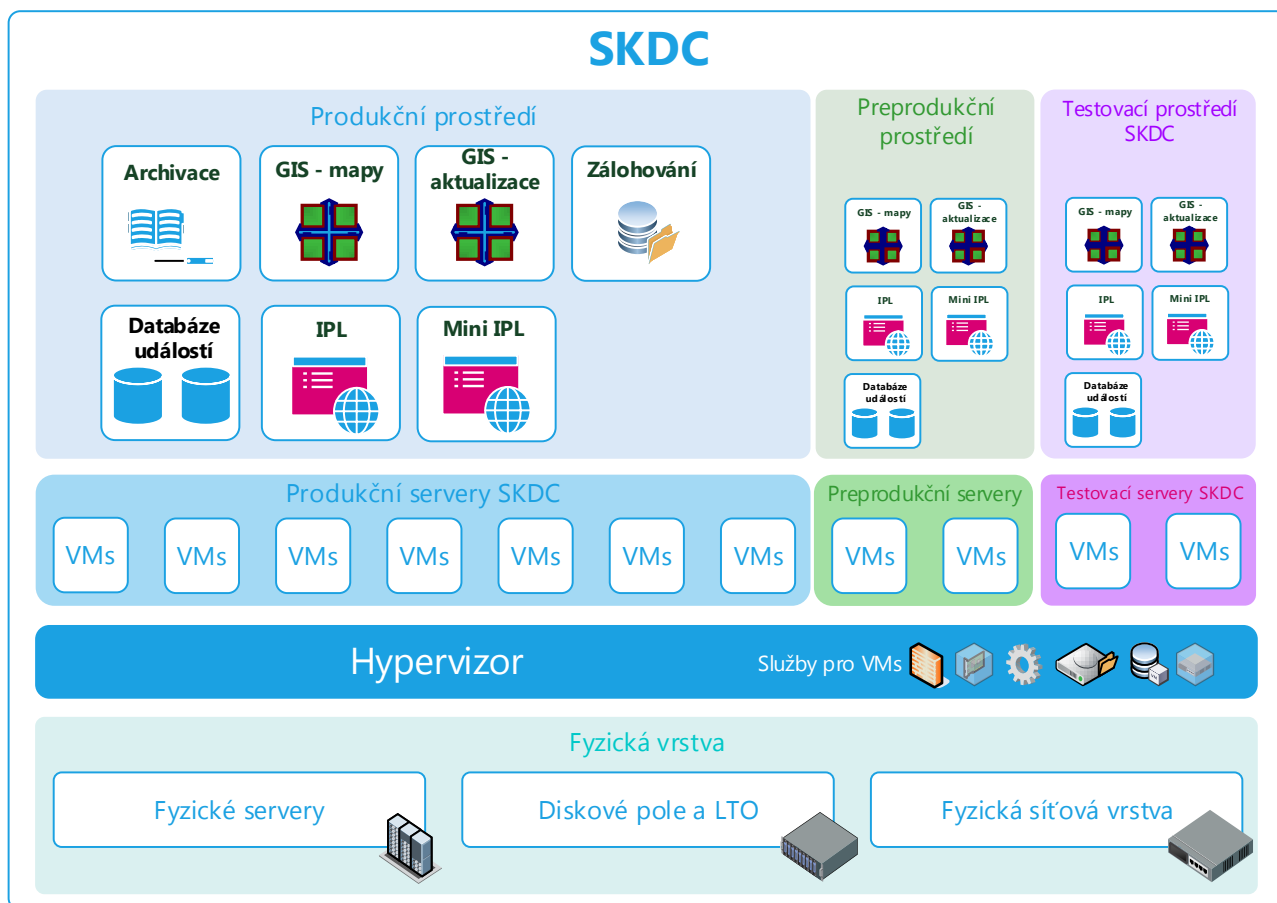 SKDC
Produkční prostředí
Archivace
GIS - mapy
GIS -
aktualizace
Zálohování
Databáze
událostí
IPL
Mini IPL
Preprodukční
prostředí
GIS - mapy
GIS -
aktualizace
IPL
Mini IPL
Databáze
událostí
Testovací prostředí
SKDC
GIS - mapy
GIS -
aktualizace
IPL
Mini IPL
Databáze
událostí
Produkční servery SKDC
VMs
VMs
VMs
VMs
VMs
VMs
VMs
Preprodukční servery
VMs
VMs
Testovací servery SKDC
VMs
VMs
Hypervizor
Služby pro VMs
Fyzická vrstva
Fyzické servery
Diskové pole a LTO
Fyzická síťová vrstva